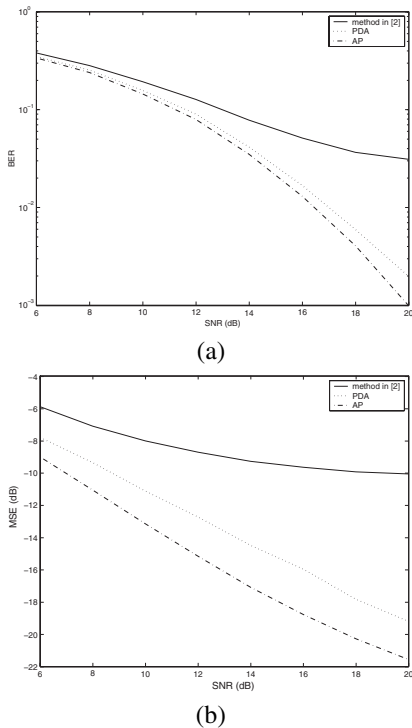 10^0
10^-1
10^-2
10^-3
BER
6 8 10 12 14 16 18 20
SNR (dB)
method in [2]
PDA
AP
(a)
-4
-6
-8
-10
-12
-14
-16
-18
-20
-22
MSE (dB)
6 8 10 12 14 16 18 20
SNR (dB)
method in [2]
PDA
AP
(b)